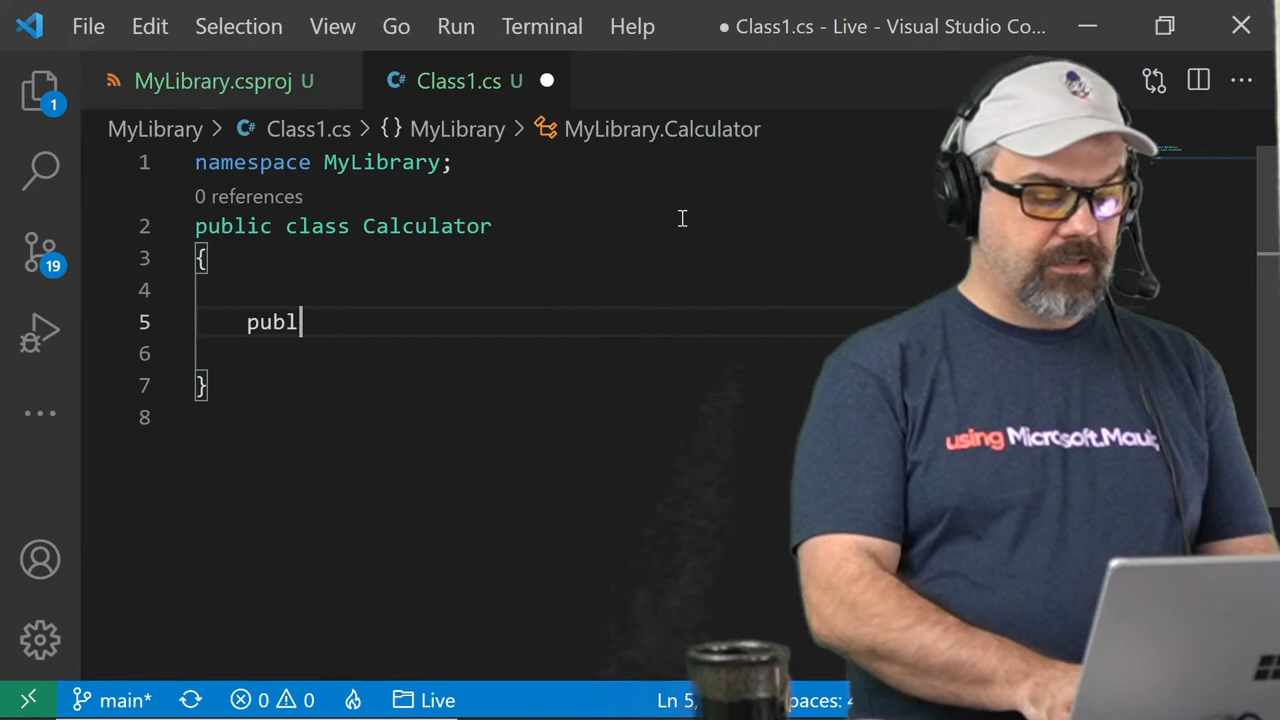 File Edit Selection View Go Run Terminal Help ● Class1.cs - Live - Visual Studio Co...
MyLibrary.csproj U C# Class1.cs U
MyLibrary > C# Class1.cs > {} MyLibrary > MyLibrary.Calculator
1 namespace MyLibrary;
0 references
2 public class Calculator
3 {
4
5 publ
6
7 }
8
1
19
using Microsoft.Maui;
main* 0 0 Live Ln 5, paces: 4